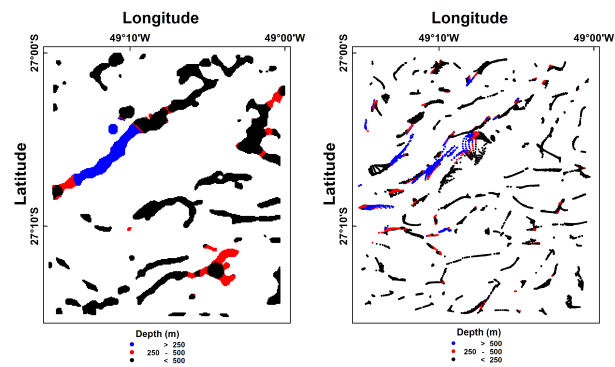 Longitude
49°10'W 49°00'W
27°00'S
Latitude
27°10'S
Depth (m)
> 250
250 - 500
< 500
Longitude
49°10'W 49°00'W
27°00'S
Latitude
27°10'S
Depth (m)
> 500
250 - 500
< 250